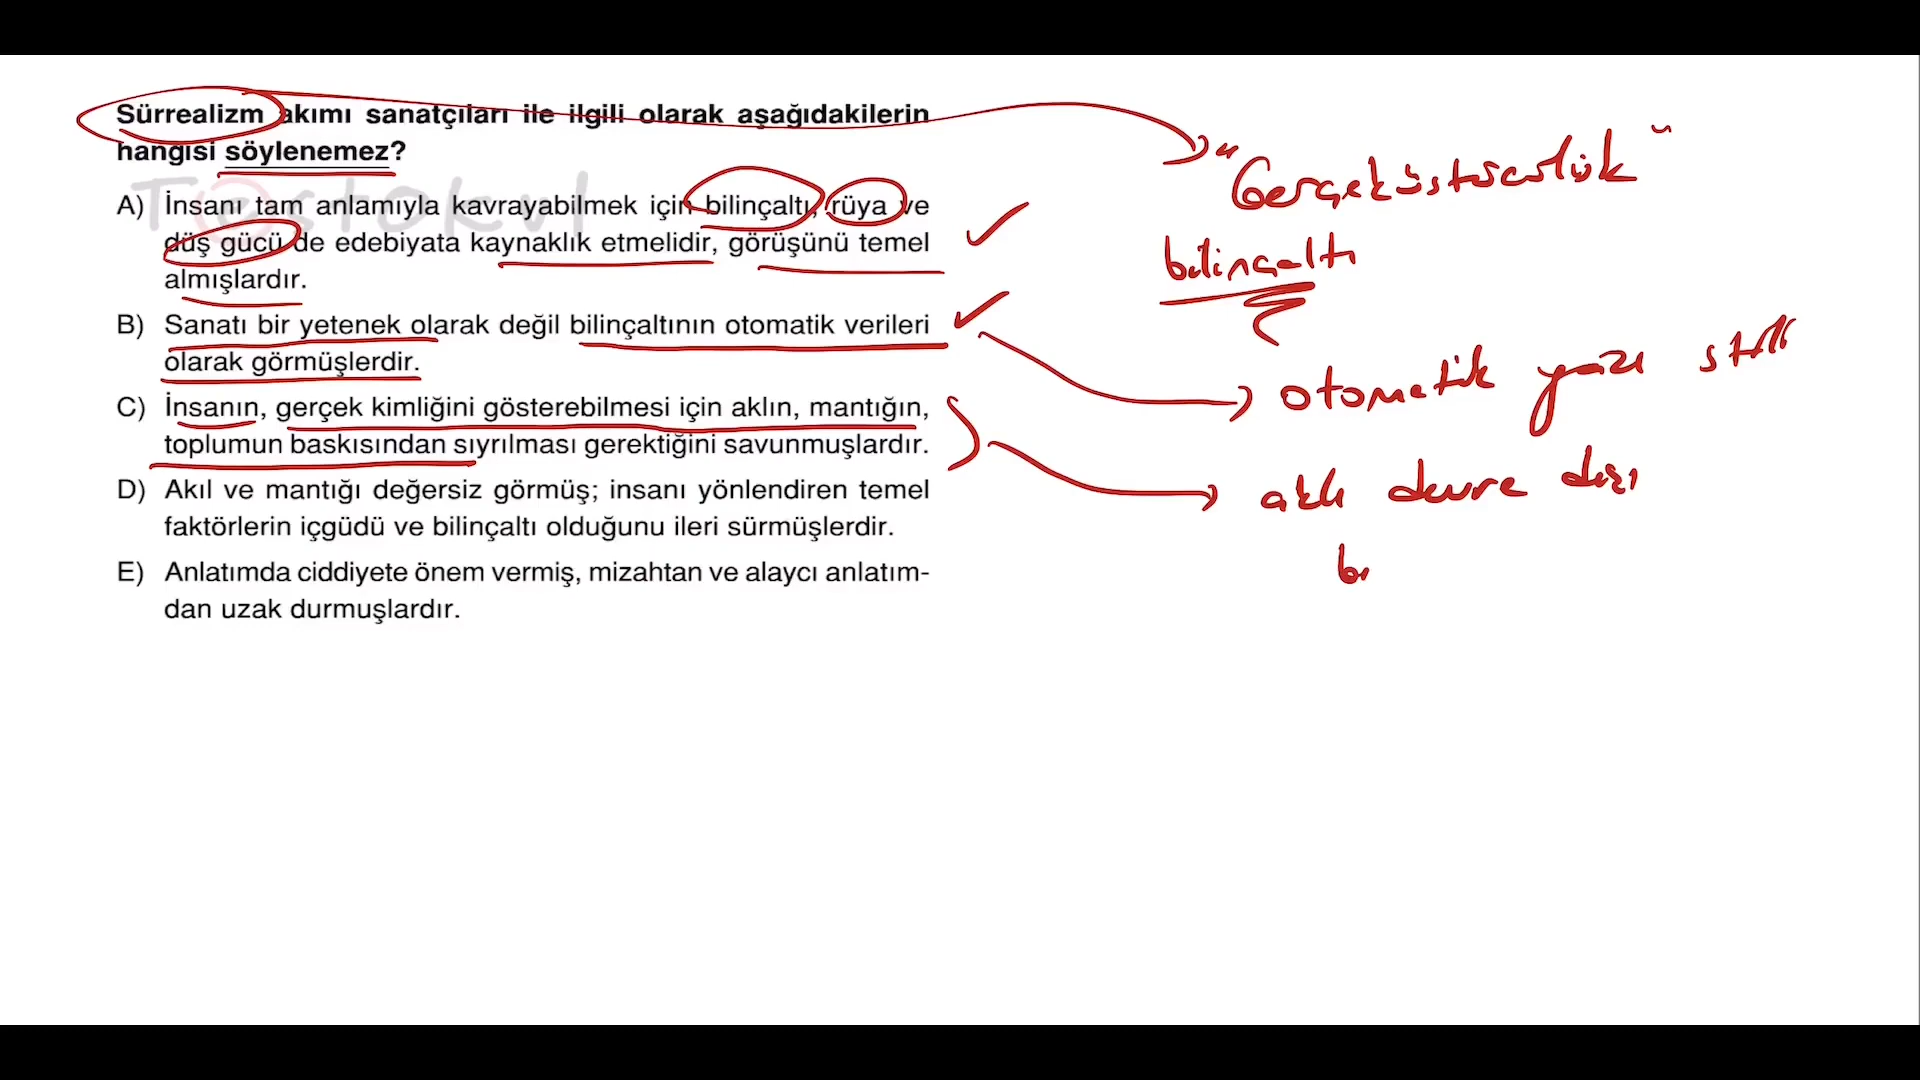 Sürrealizm akımı sanatçıları ile ilgili olarak aşağıdakilerin
hangisi söylenemez?
Testokul
A) İnsanı tam anlamıyla kavrayabilmek için bilinçaltı, rüya ve
düş gücü de edebiyata kaynaklık etmelidir, görüşünü temel
almışlardır.
B) Sanatı bir yetenek olarak değil bilinçaltının otomatik verileri
olarak görmüşlerdir.
C) İnsanın, gerçek kimliğini gösterebilmesi için aklın, mantığın,
toplumun baskısından sıyrılması gerektiğini savunmuşlardır.
D) Akıl ve mantığı değersiz görmüş; insanı yönlendiren temel
faktörlerin içgüdü ve bilinçaltı olduğunu ileri sürmüşlerdir.
E) Anlatımda ciddiyete önem vermiş, mizahtan ve alaycı anlatım-
dan uzak durmuşlardır.
"Gerçeküstücülük"
bilinçaltı
otomatik yazı
aklı devre dışı